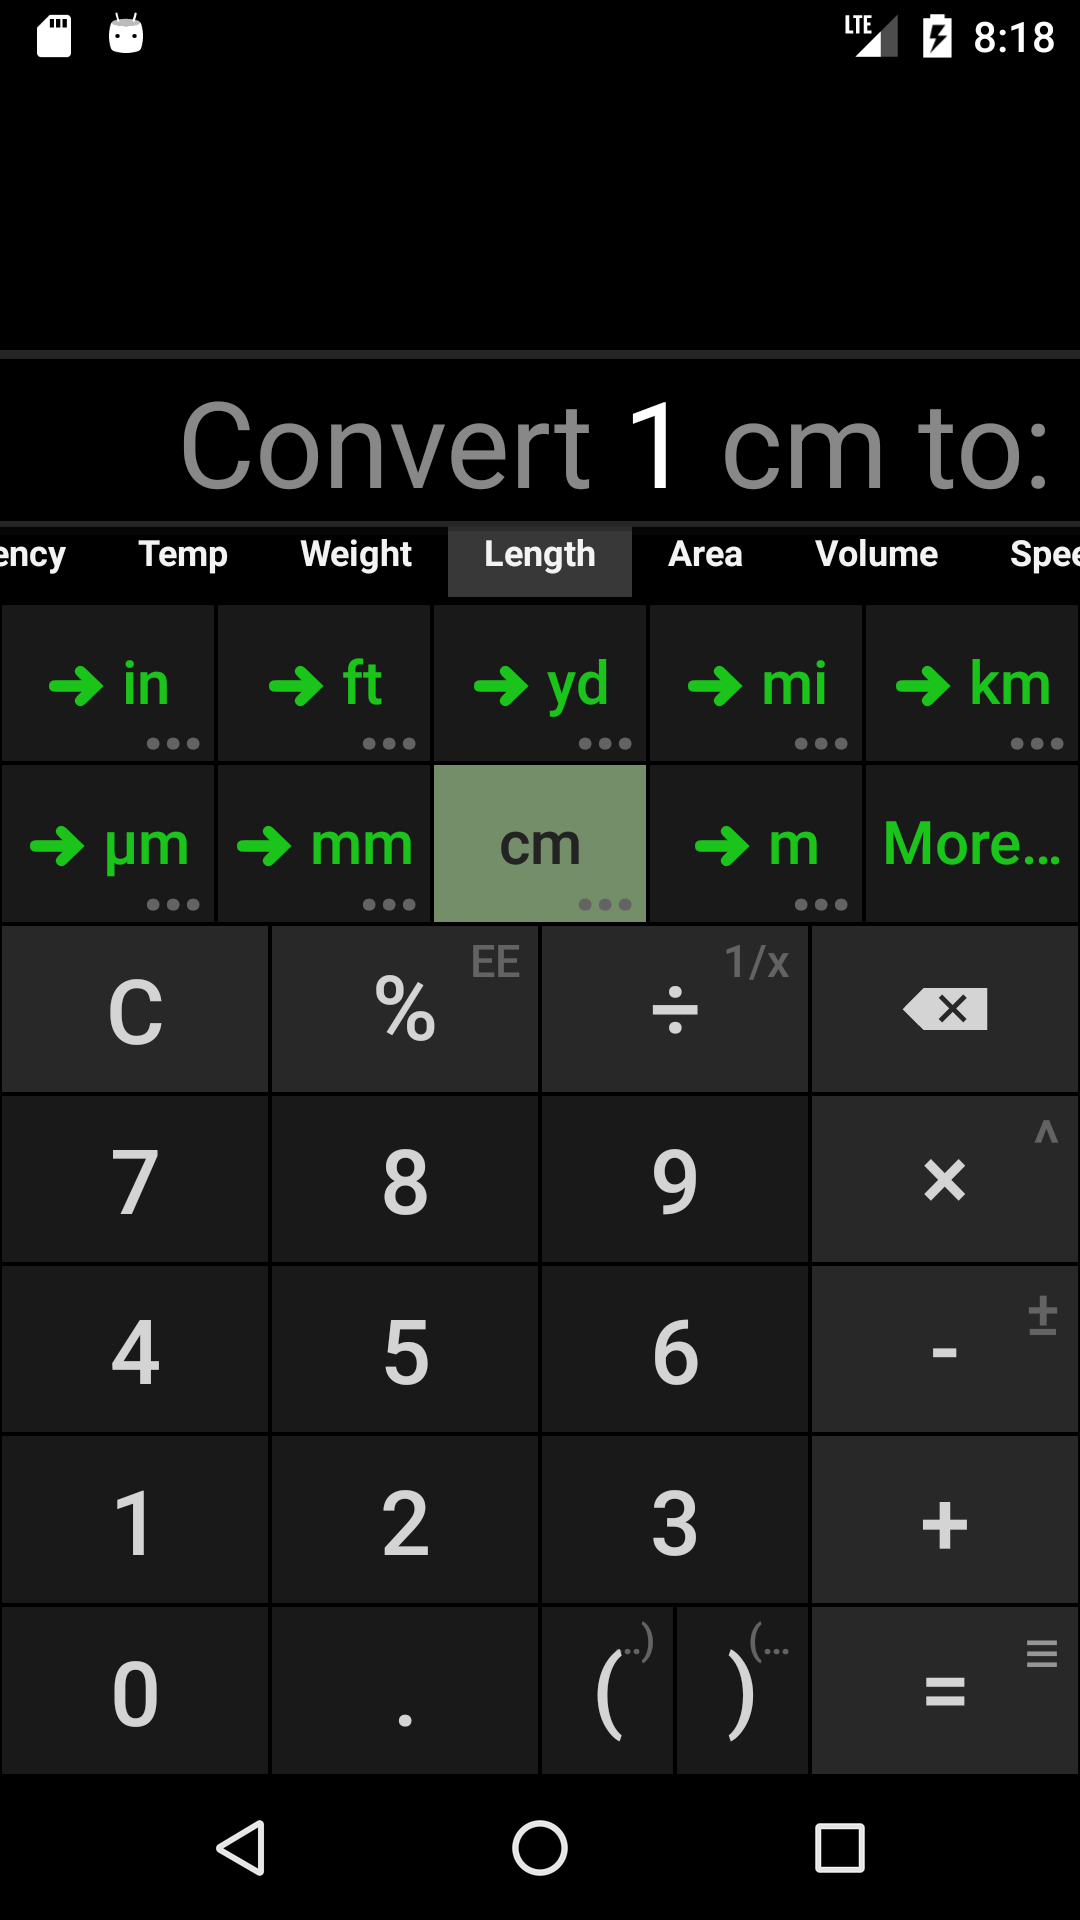 LTE 8:18
Convert 1 cm to:
ency Temp Weight Length Area Volume Spee
in ft yd mi km
µm mm cm m More...
C % EE ÷ 1/x
7 8 9 × ^
4 5 6 - ±
1 2 3 +
0 . ( ..) ) (... =